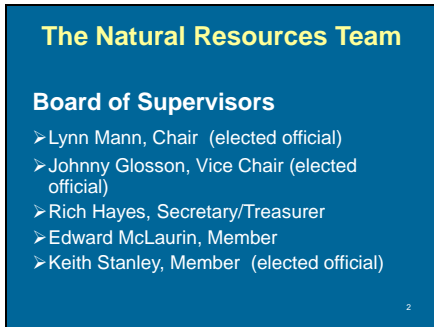 The Natural Resources Team
Board of Supervisors
➢Lynn Mann, Chair  (elected official)
➢Johnny Glosson, Vice Chair (elected
official)
➢Rich Hayes, Secretary/Treasurer
➢Edward McLaurin, Member
➢Keith Stanley, Member  (elected official)
2